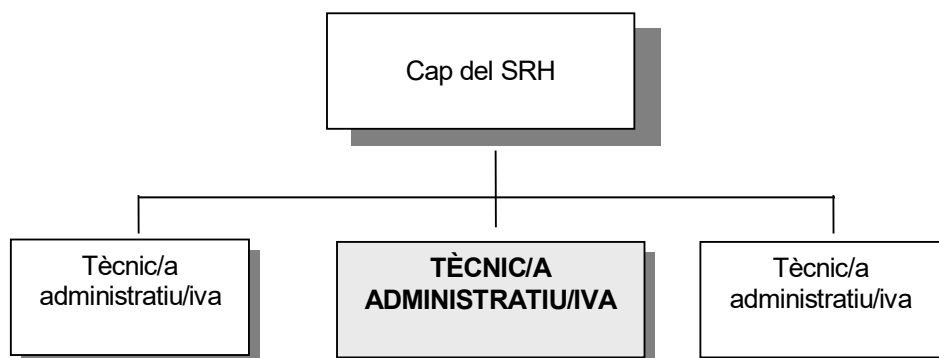 Cap del SRH
Tècnic/a
administratiu/iva
TÈCNIC/A
ADMINISTRATIU/IVA
Tècnic/a
administratiu/iva